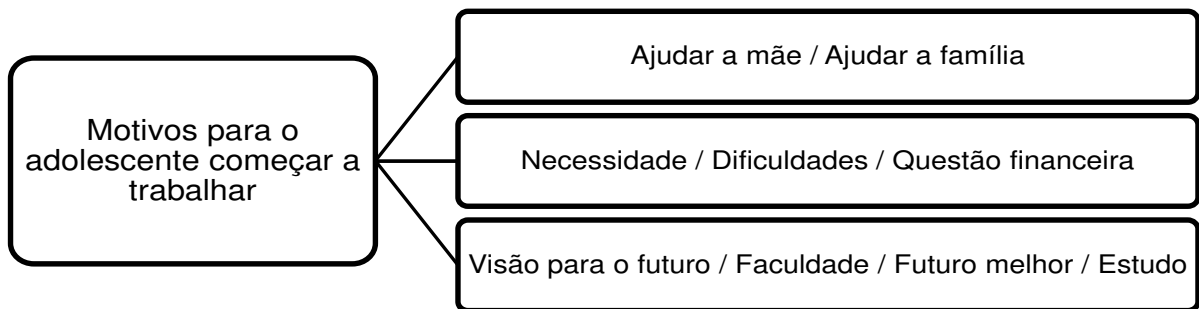 Motivos para o
adolescente começar a
trabalhar
Ajudar a mãe / Ajudar a família
Necessidade / Dificuldades / Questão financeira
Visão para o futuro / Faculdade / Futuro melhor / Estudo